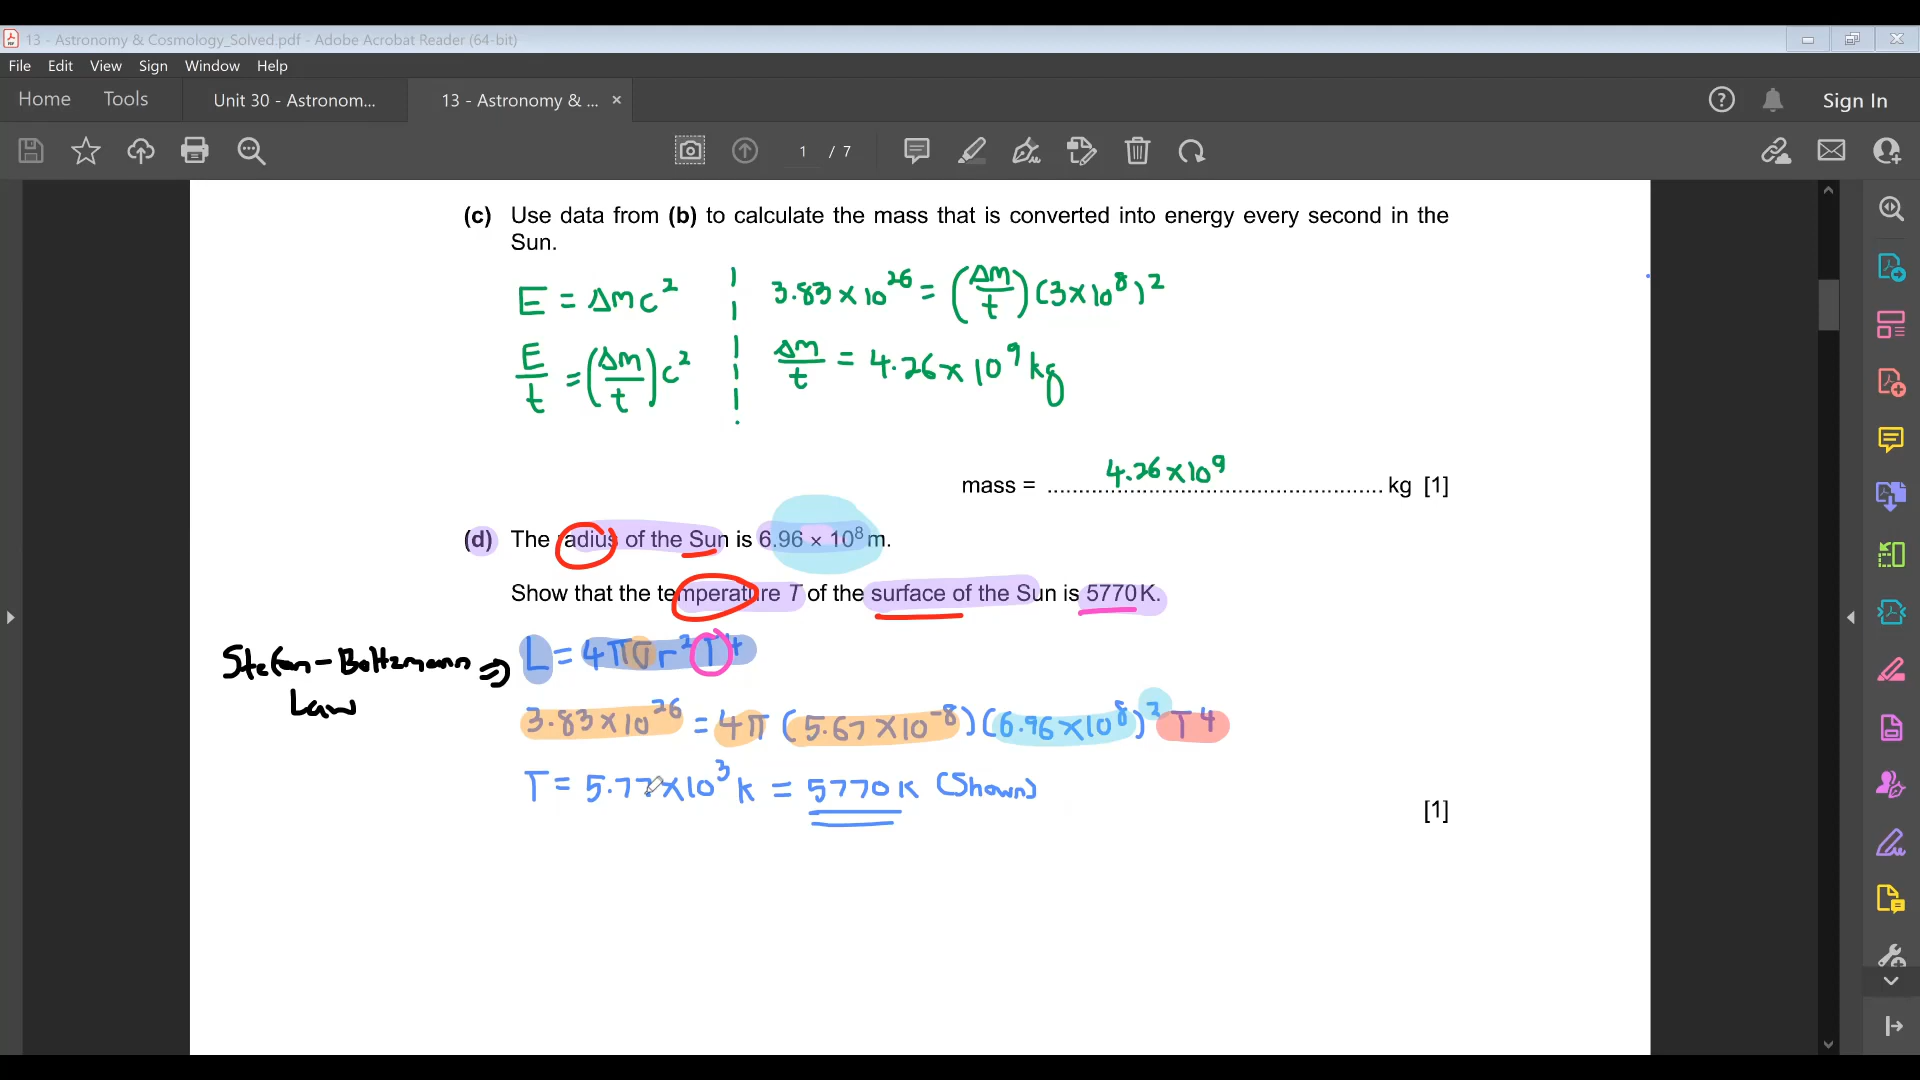 13 - Astronomy & Cosmology_Solved.pdf - Adobe Acrobat Reader (64-bit)
File Edit View Sign Window Help
Home Tools Unit 30 - Astronom... 13 - Astronomy & ... × Sign In
1 / 7
(c) Use data from (b) to calculate the mass that is converted into energy every second in the
Sun.
E = Δmc² 3.83×10²⁶ = (Δm/t)(3×10⁸)²
E/t = (Δm/t)c² Δm/t = 4.26×10⁹ kg
4.26×10⁹
mass = ...................................................... kg [1]
(d) The radius of the Sun is 6.96 × 10⁸ m.
Show that the temperature T of the surface of the Sun is 5770 K.
Stefan-Boltzmann ⇒ L = 4πσr²T⁴
Law
3.83×10²⁶ = 4π (5.67×10⁻⁸)(6.96×10⁸)² T⁴
T = 5.77×10³ K = 5770 K (Shown)
[1]